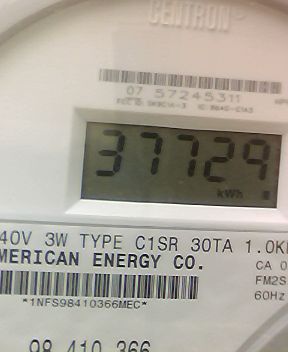 CENTRON®
07 57245311
37729
kWh
40V 3W TYPE C1SR 30TA 1.0K
MERICAN ENERGY CO.
CA 0
FM2S
60Hz
*1NFS98410366MEC*
98 410 366